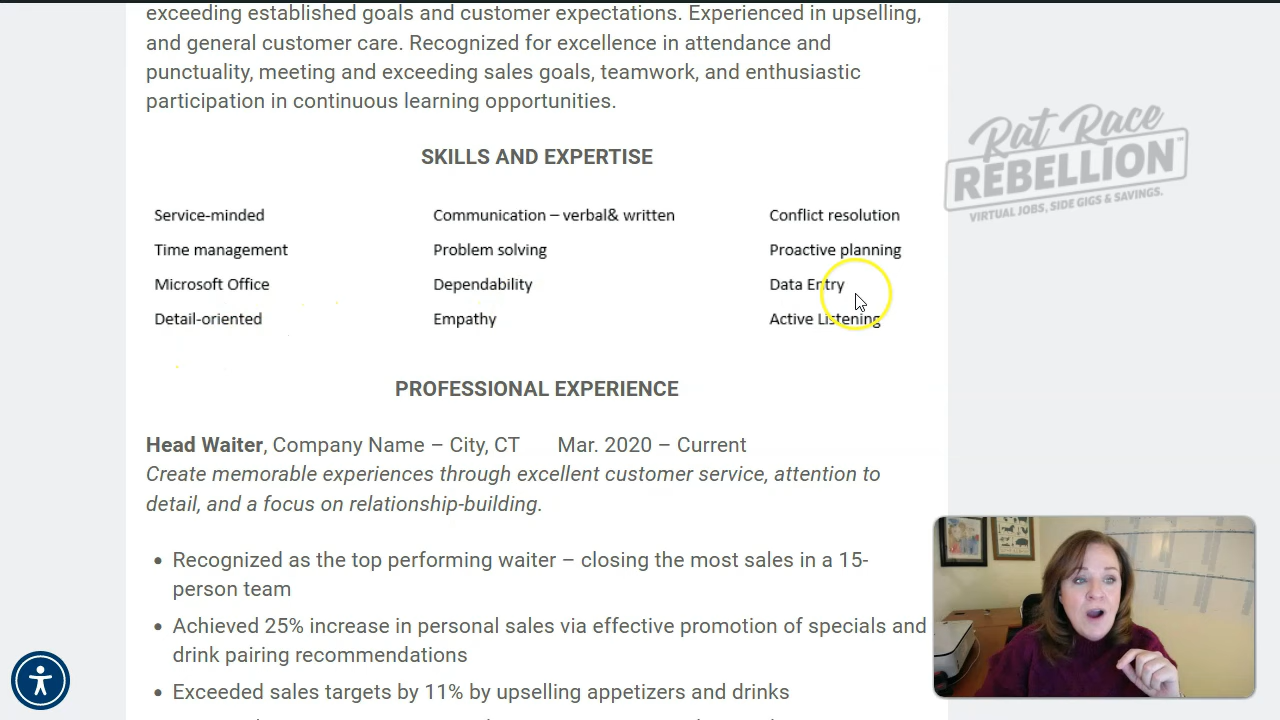 exceeding established goals and customer expectations. Experienced in upselling,
and general customer care. Recognized for excellence in attendance and
punctuality, meeting and exceeding sales goals, teamwork, and enthusiastic
participation in continuous learning opportunities.
SKILLS AND EXPERTISE
Service-minded Communication – verbal& written Conflict resolution
Time management Problem solving Proactive planning
Microsoft Office Dependability Data Entry
Detail-oriented Empathy Active Listening
PROFESSIONAL EXPERIENCE
Head Waiter, Company Name – City, CT Mar. 2020 – Current
Create memorable experiences through excellent customer service, attention to
detail, and a focus on relationship-building.
• Recognized as the top performing waiter – closing the most sales in a 15-
person team
• Achieved 25% increase in personal sales via effective promotion of specials and
drink pairing recommendations
• Exceeded sales targets by 11% by upselling appetizers and drinks
Rat Race
REBELLION™
VIRTUAL JOBS, SIDE GIGS & SAVINGS.